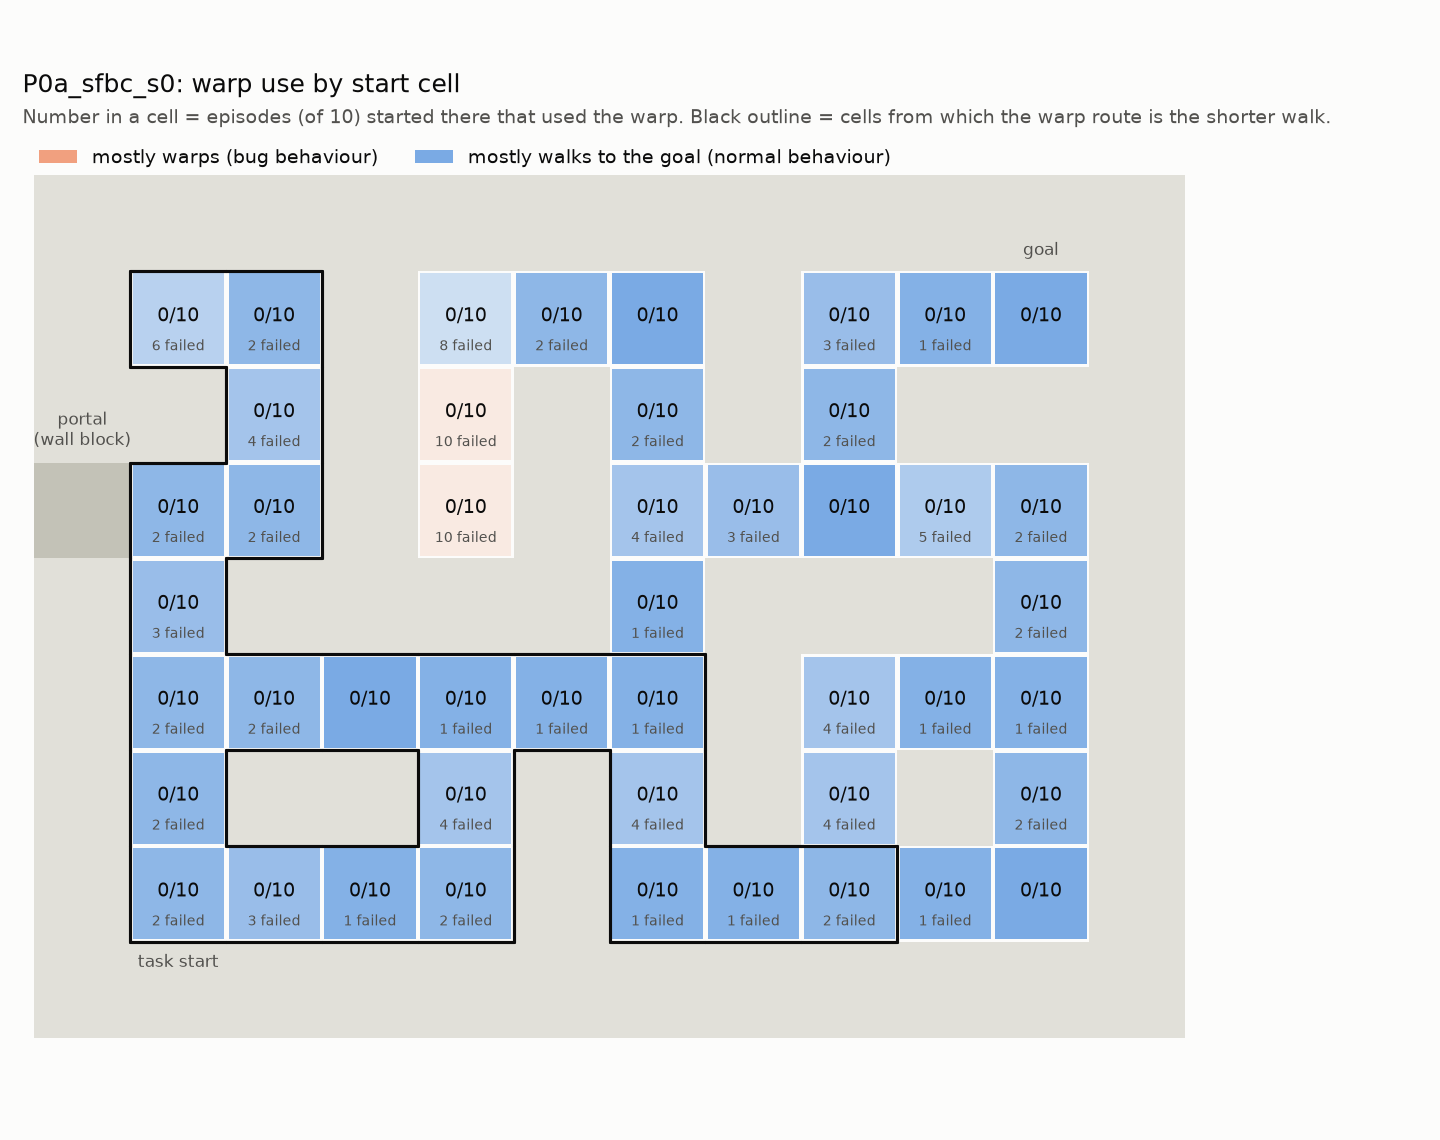 P0a_sfbc_s0: warp use by start cell
Number in a cell = episodes (of 10) started there that used the warp. Black outline = cells from which the warp route is the shorter walk.
mostly warps (bug behaviour) mostly walks to the goal (normal behaviour)
goal
0/10 0/10 0/10 0/10 0/10 0/10 0/10 0/10
6 failed 2 failed 8 failed 2 failed 3 failed 1 failed
portal
(wall block)
0/10 0/10 0/10 0/10
4 failed 10 failed 2 failed 2 failed
0/10 0/10 0/10 0/10 0/10 0/10 0/10 0/10
2 failed 2 failed 10 failed 4 failed 3 failed 5 failed 2 failed
0/10 0/10 0/10
3 failed 1 failed 2 failed
0/10 0/10 0/10 0/10 0/10 0/10 0/10 0/10 0/10
2 failed 2 failed 1 failed 1 failed 1 failed 4 failed 1 failed 1 failed
0/10 0/10 0/10 0/10 0/10
2 failed 4 failed 4 failed 4 failed 2 failed
0/10 0/10 0/10 0/10 0/10 0/10 0/10 0/10 0/10
2 failed 3 failed 1 failed 2 failed 1 failed 1 failed 2 failed 1 failed
task start